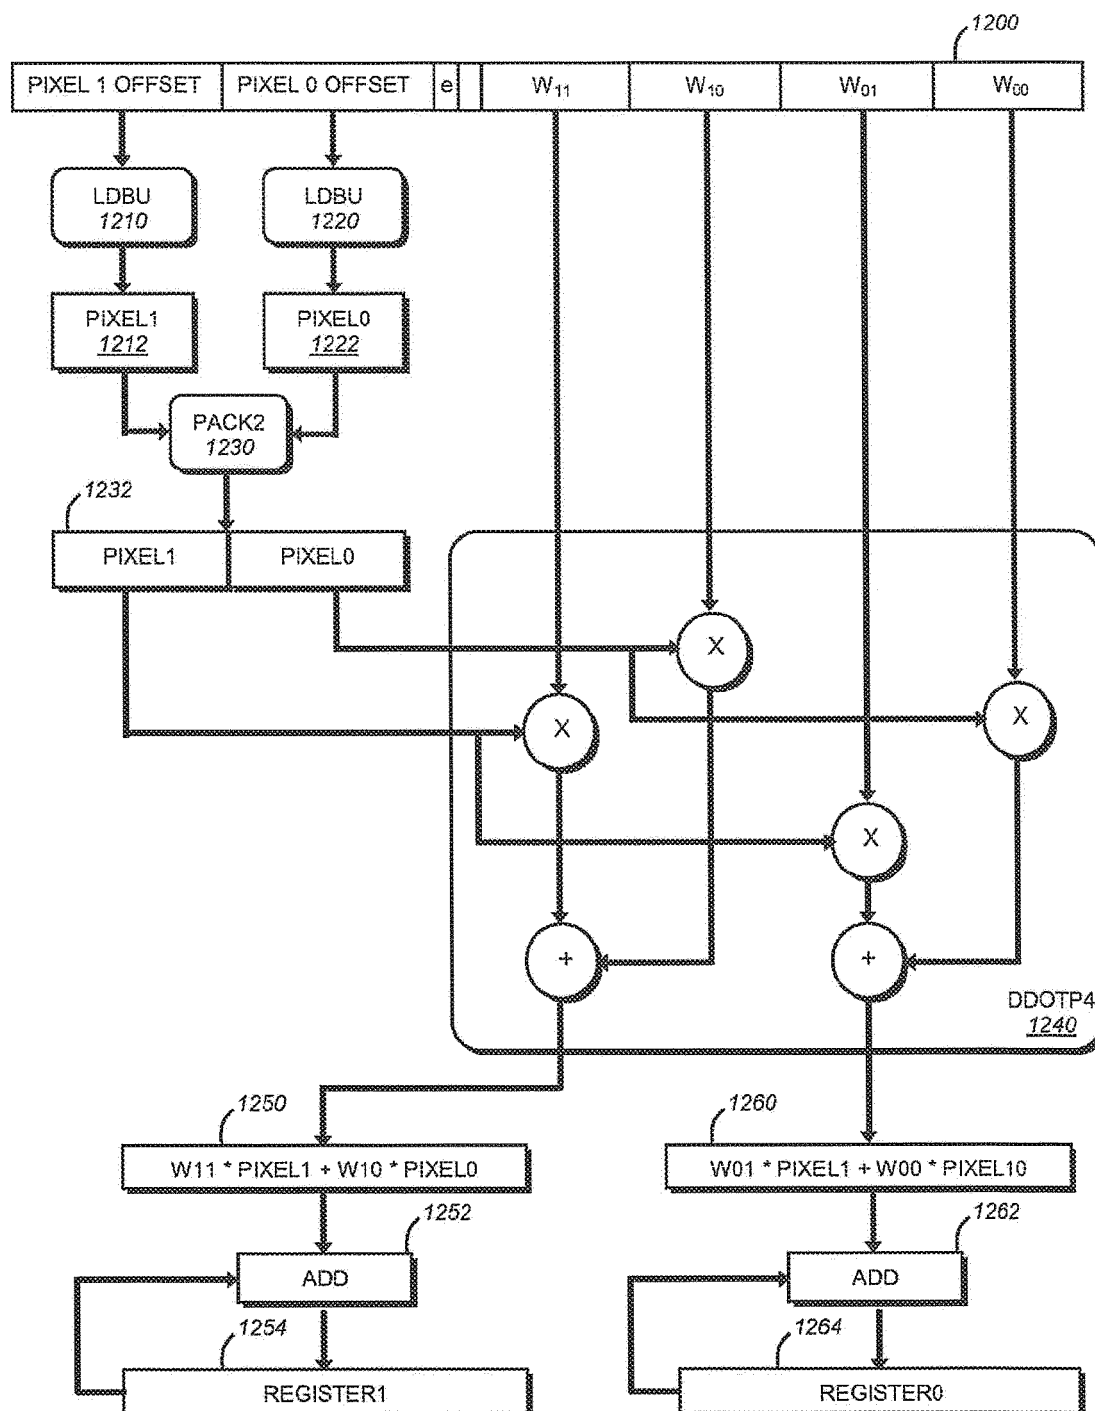 1200
PIXEL 1 OFFSET PIXEL 0 OFFSET e W11 W10 W01 W00
LDBU LDBU
1210 1220
PIXEL1 PIXEL0
1212 1222
PACK2
1230
1232
PIXEL1 PIXEL0
X
X X
X
+ +
DDOTP4
1240
1250 1260
W11 * PIXEL1 + W10 * PIXEL0 W01 * PIXEL1 + W00 * PIXEL10
1252 1262
ADD ADD
1254 1264
REGISTER1 REGISTER0